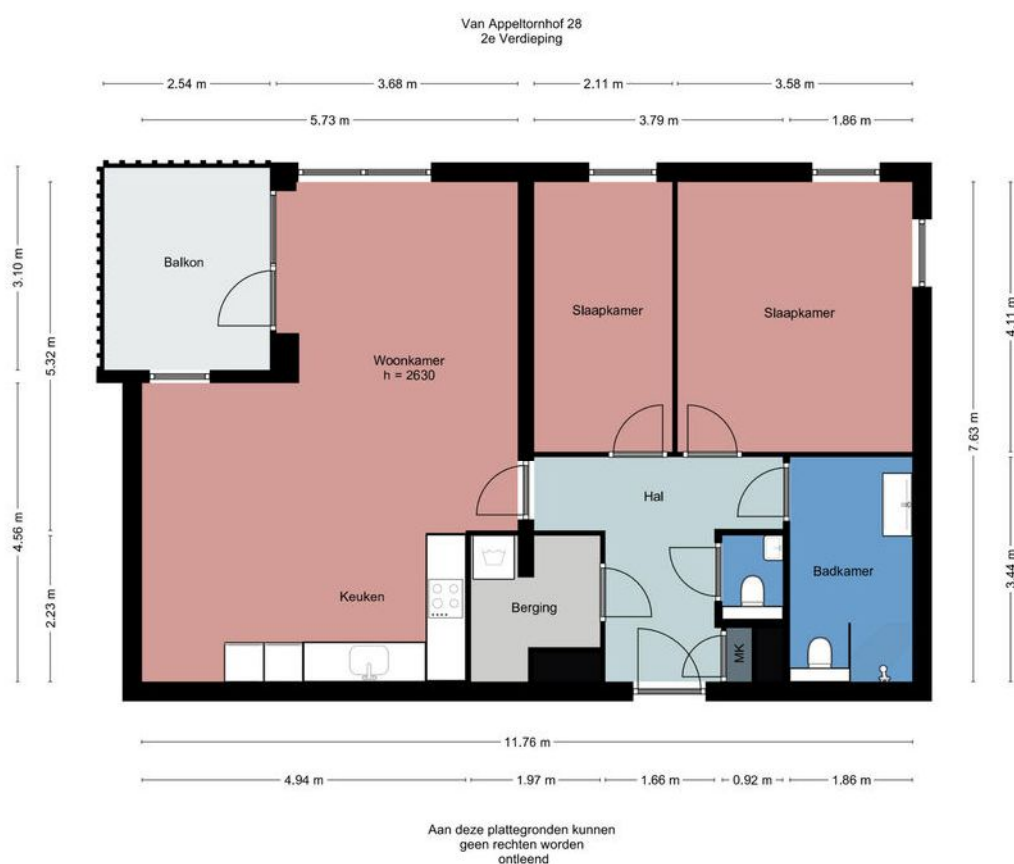 Van Appeltornhof 28
2e Verdieping
2.54 m
3.68 m
2.11 m
3.58 m
5.73 m
3.79 m
1.86 m
3.10 m
5.32 m
4.56 m
2.23 m
4.11 m
7.63 m
3.44 m
Balkon
Slaapkamer
Slaapkamer
Woonkamer
h = 2630
Hal
Keuken
Berging
Badkamer
MK
11.76 m
4.94 m
1.97 m
1.66 m
0.92 m
1.86 m
Aan deze plattegronden kunnen
geen rechten worden
ontleend